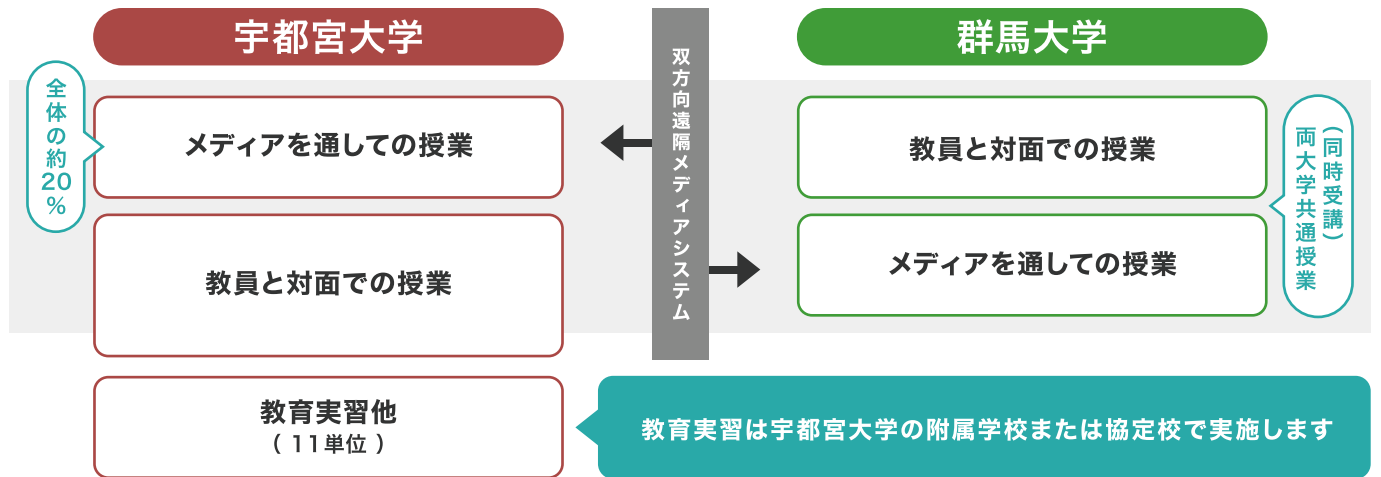 宇都宮大学
群馬大学
全体の約20%
メディアを通しての授業
教員と対面での授業
双方向遠隔メディアシステム
教員と対面での授業
メディアを通しての授業
(同時受講)
両大学共通授業
教育実習他
( 11単位 )
教育実習は宇都宮大学の附属学校または協定校で実施します